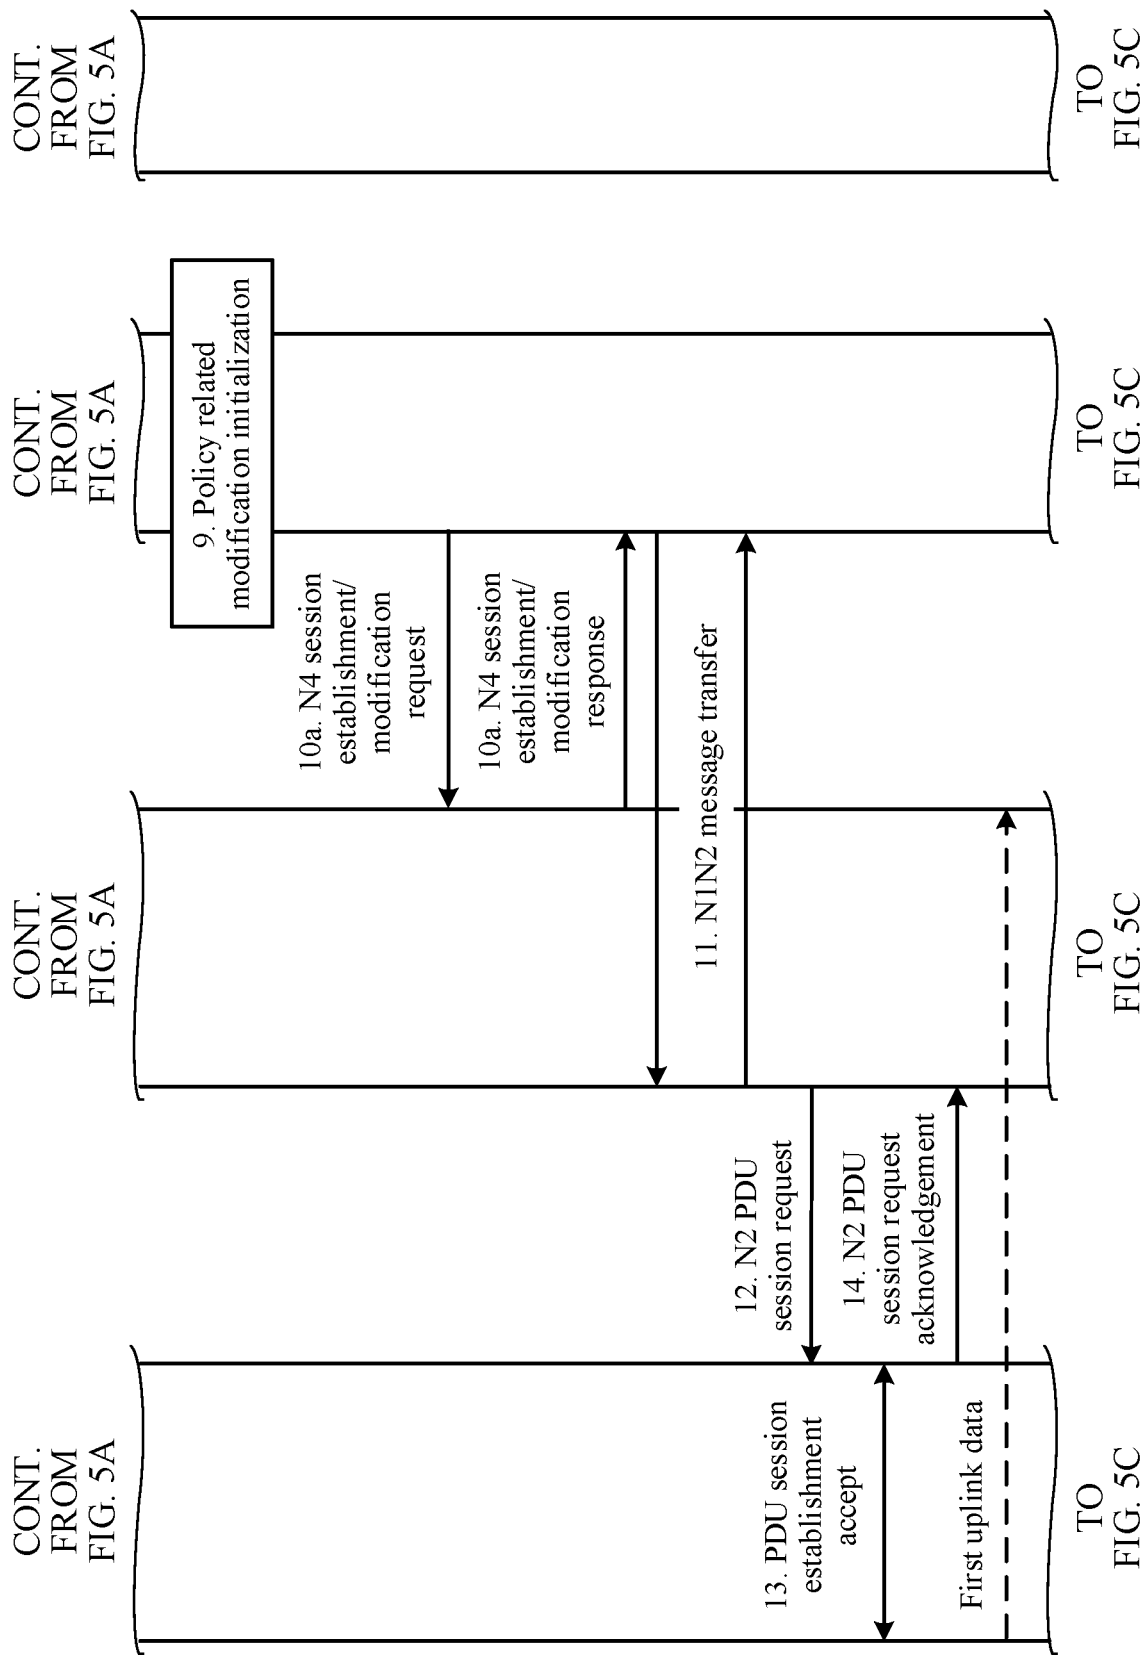 CONT.
FROM
FIG. 5A
CONT.
FROM
FIG. 5A
CONT.
FROM
FIG. 5A
CONT.
FROM
FIG. 5A
9. Policy related
modification initialization
10a. N4 session
establishment/
modification
request
10a. N4 session
establishment/
modification
response
11. N1N2 message transfer
12. N2 PDU
session request
13. PDU session
establishment
accept
14. N2 PDU
session request
acknowledgement
First uplink data
TO
FIG. 5C
TO
FIG. 5C
TO
FIG. 5C
TO
FIG. 5C